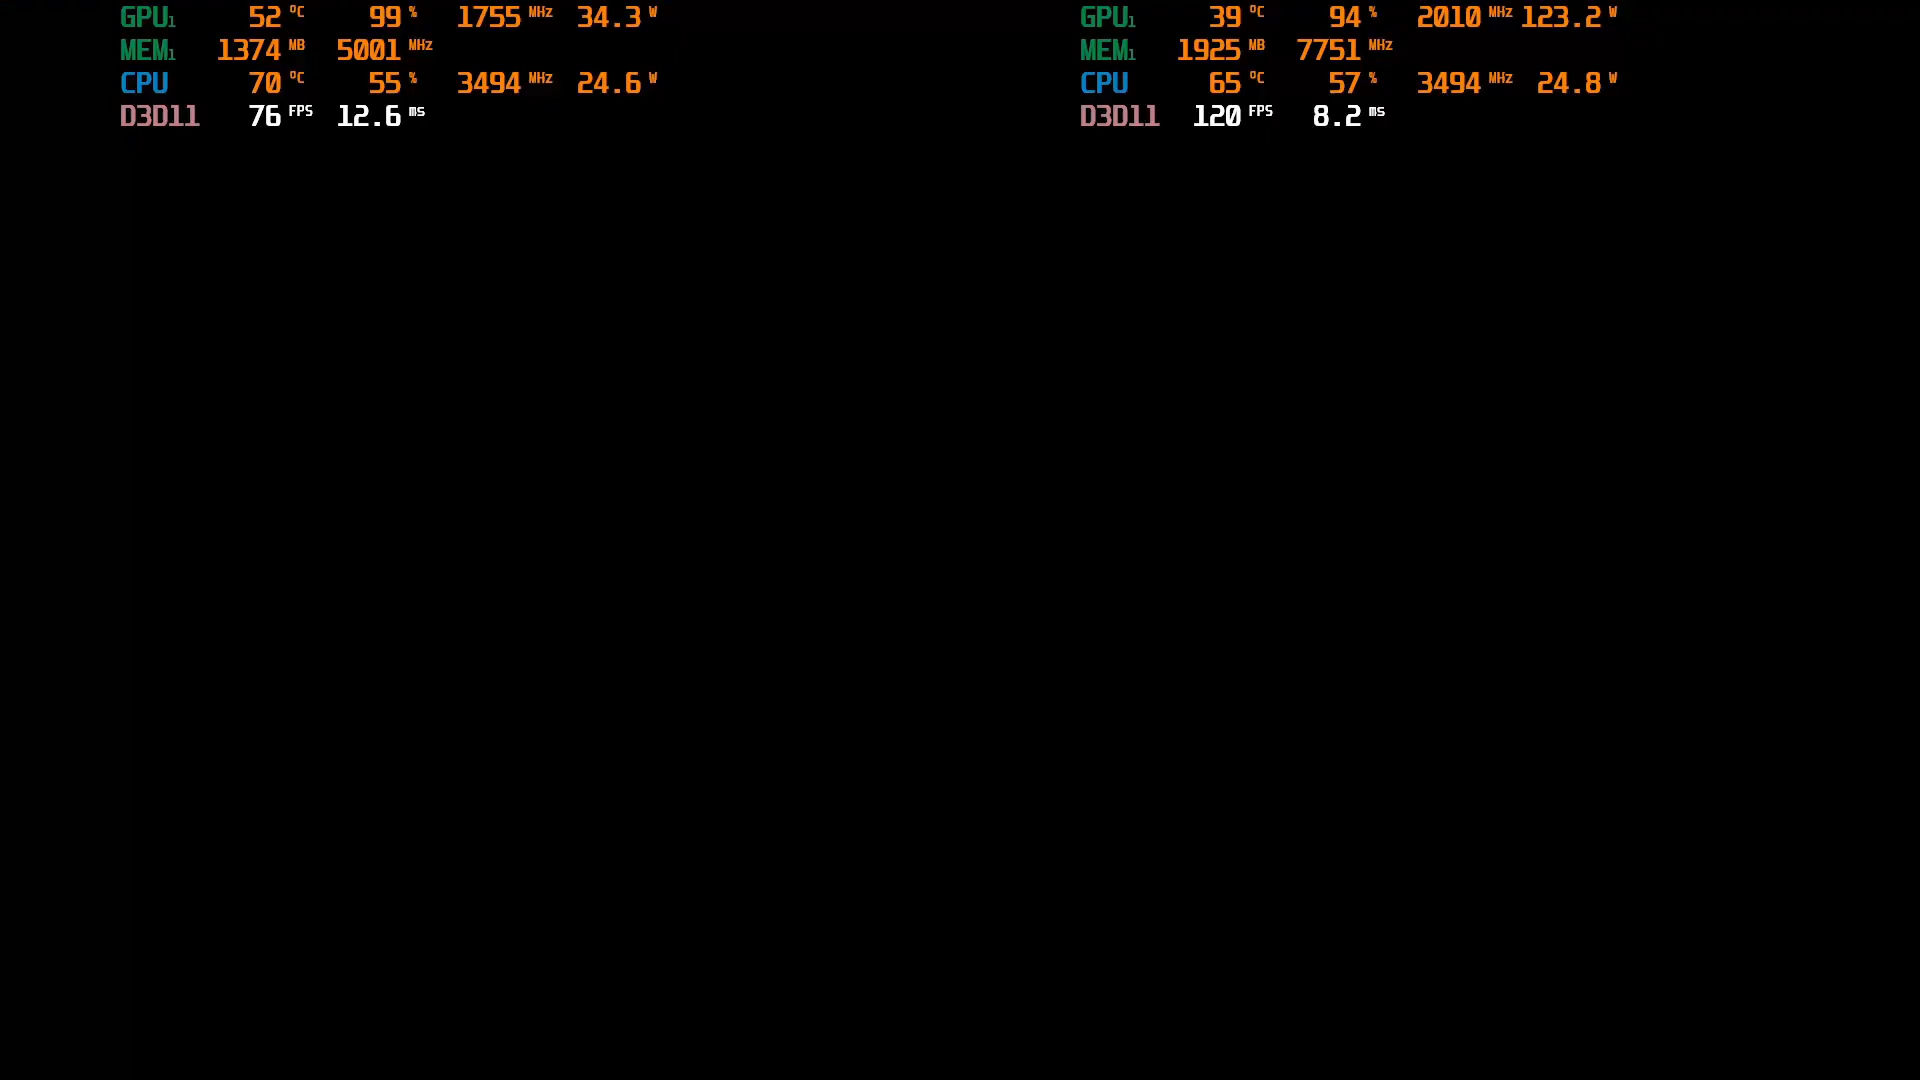 GPU1 52 °C 99 % 1755 MHz 34.3 W
MEM1 1374 MB 5001 MHz
CPU 70 °C 55 % 3494 MHz 24.6 W
D3D11 76 FPS 12.6 ms
GPU1 39 °C 94 % 2010 MHz 123.2 W
MEM1 1925 MB 7751 MHz
CPU 65 °C 57 % 3494 MHz 24.8 W
D3D11 120 FPS 8.2 ms